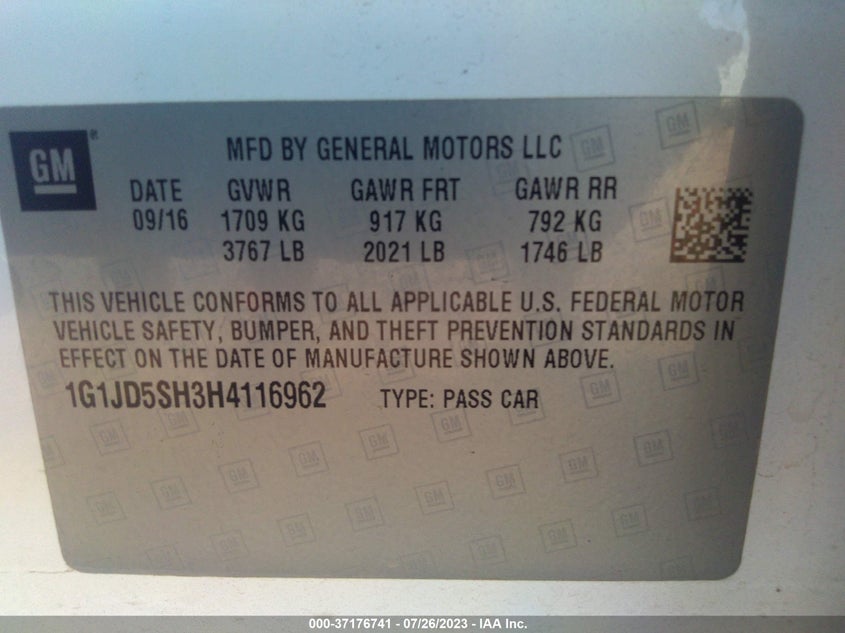 GM ®
MFD BY GENERAL MOTORS LLC
DATE GVWR GAWR FRT GAWR RR
09/16 1709 KG 917 KG 792 KG
3767 LB 2021 LB 1746 LB
THIS VEHICLE CONFORMS TO ALL APPLICABLE U.S. FEDERAL MOTOR
VEHICLE SAFETY, BUMPER, AND THEFT PREVENTION STANDARDS IN
EFFECT ON THE DATE OF MANUFACTURE SHOWN ABOVE.
1G1JD5SH3H4116962 TYPE: PASS CAR
000-37176741 - 07/26/2023 - IAA Inc.